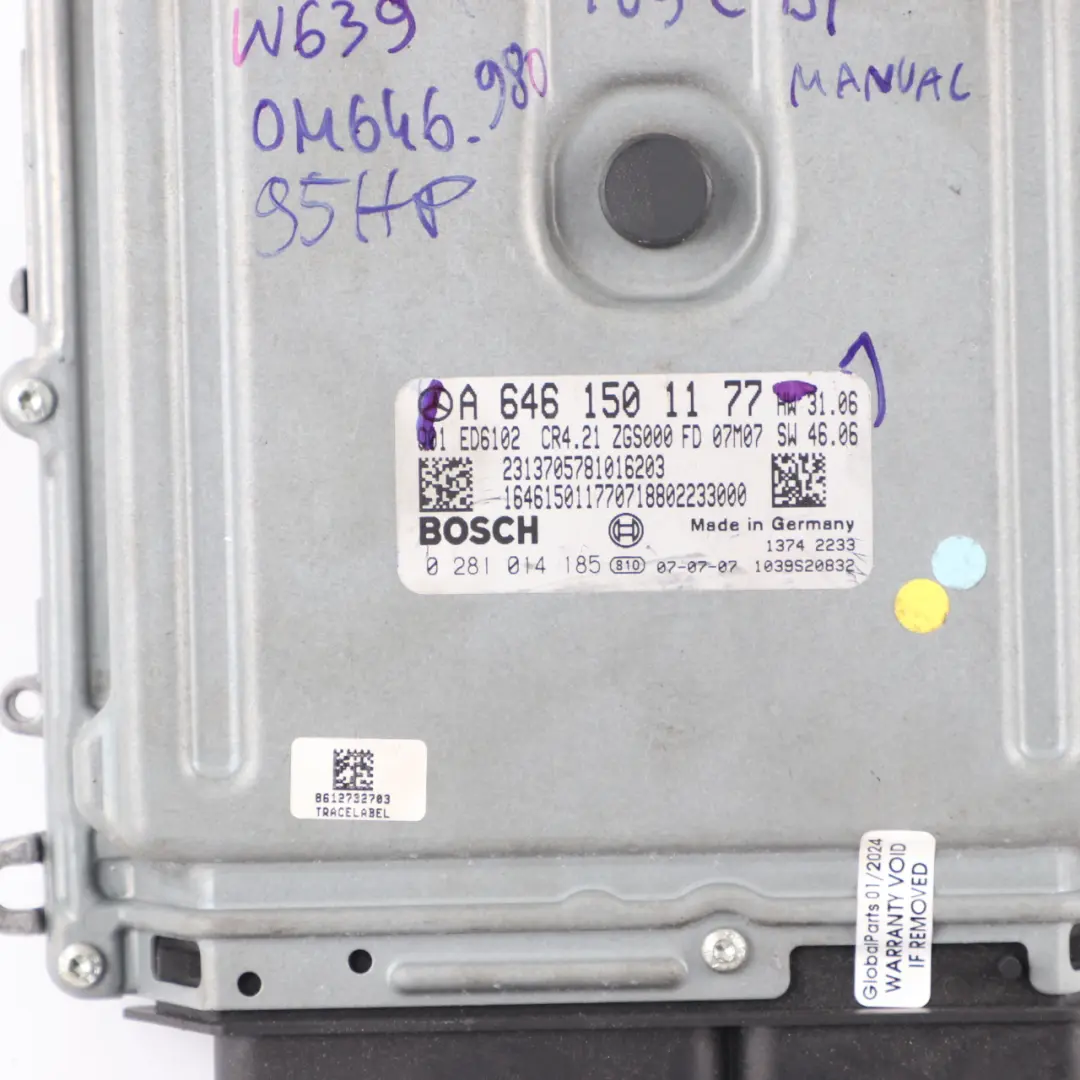 W639
MANUAL
OM646.980
95HP
A 646 150 11 77 HW 31.06
001 ED6102 CR4.21 ZGS000 FD 07M07 SW 46.06
2313705781016203
164615011770718802233000
BOSCH
Made in Germany
1374 2233
0 281 014 185 810 07-07-07 1039S20832
8612732703
TRACELABEL
GlobalParts 01/2024
WARRANTY VOID
IF REMOVED